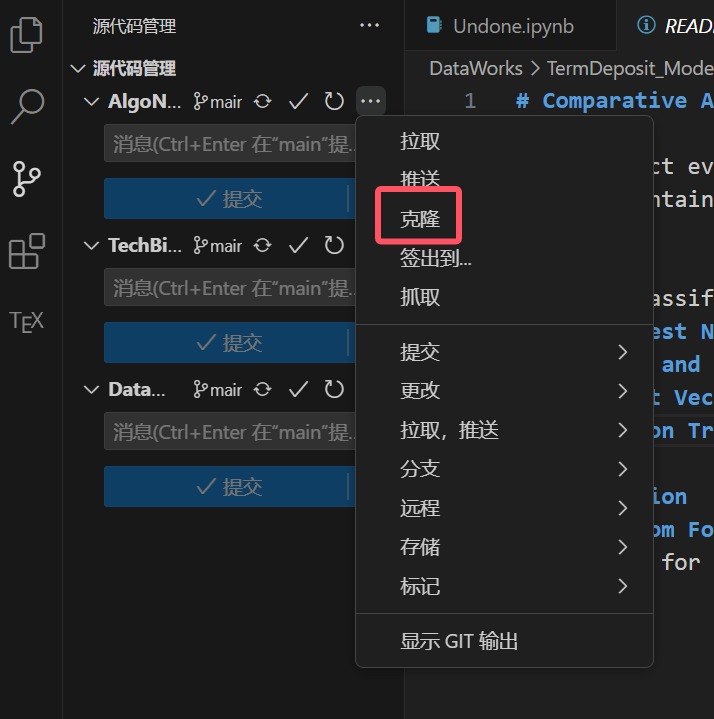 源代码管理 ···
源代码管理
AlgoN... main
消息(Ctrl+Enter 在“main”提...
提交
TechBi... main
消息(Ctrl+Enter 在“main”提...
提交
Data... main
消息(Ctrl+Enter 在“main”提...
提交
TEX
Undone.ipynb
READ
DataWorks > TermDeposit_Mode
1 # Comparative A
ct ev
ntain
assif
est N
and
t Vec
on Tr
ion
om Fo
for
拉取
推送
克隆
签出到...
抓取
提交
更改
拉取，推送
分支
远程
存储
标记
显示 GIT 输出